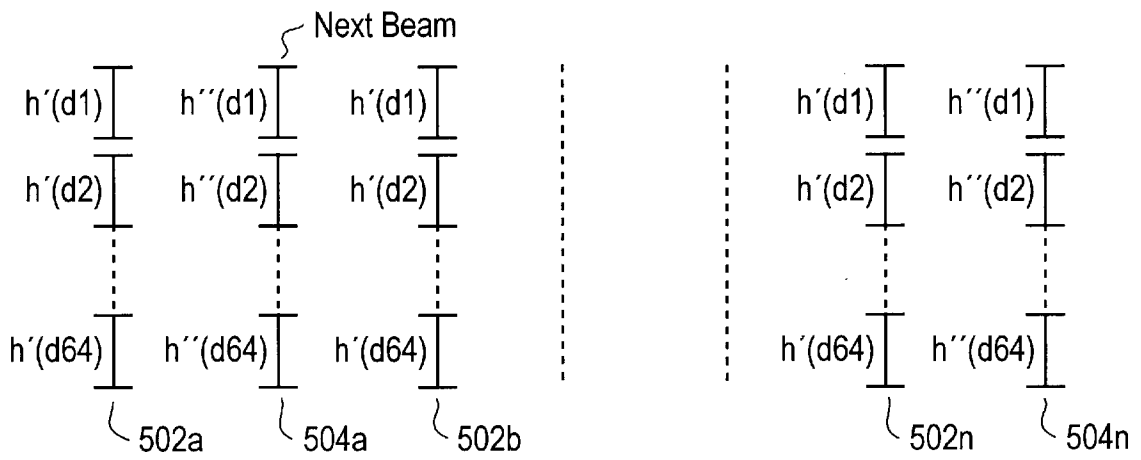 Next Beam
h´(d1) h´´(d1) h´(d1) h´(d1) h´´(d1)
h´(d2) h´´(d2) h´(d2) h´(d2) h´´(d2)
h´(d64) h´´(d64) h´(d64) h´(d64) h´´(d64)
502a 504a 502b 502n 504n